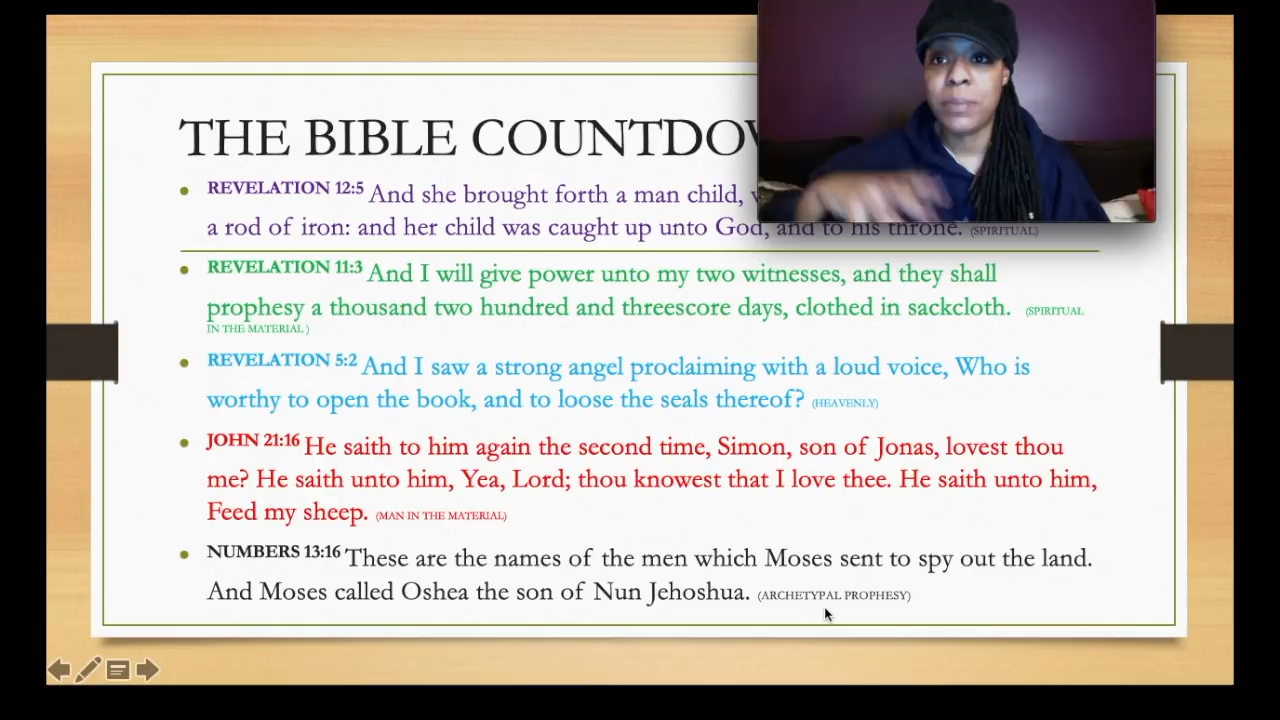 THE BIBLE
REVELATION 12:5 And she brought forth a man child,
a rod of iron: and her child was caught up unto God, and to his throne. (SPIRITUAL)
REVELATION 11:3 And I will give power unto my two witnesses, and they shall
prophesy a thousand two hundred and threescore days, clothed in sackcloth. (SPIRITUAL
IN THE MATERIAL )
REVELATION 5:2 And I saw a strong angel proclaiming with a loud voice, Who is
worthy to open the book, and to loose the seals thereof? (HEAVENLY)
JOHN 21:16 He saith to him again the second time, Simon, son of Jonas, lovest thou
me? He saith unto him, Yea, Lord; thou knowest that I love thee. He saith unto him,
Feed my sheep. (MAN IN THE MATERIAL)
NUMBERS 13:16 These are the names of the men which Moses sent to spy out the land.
And Moses called Oshea the son of Nun Jehoshua. (ARCHETYPAL PROPHESY)